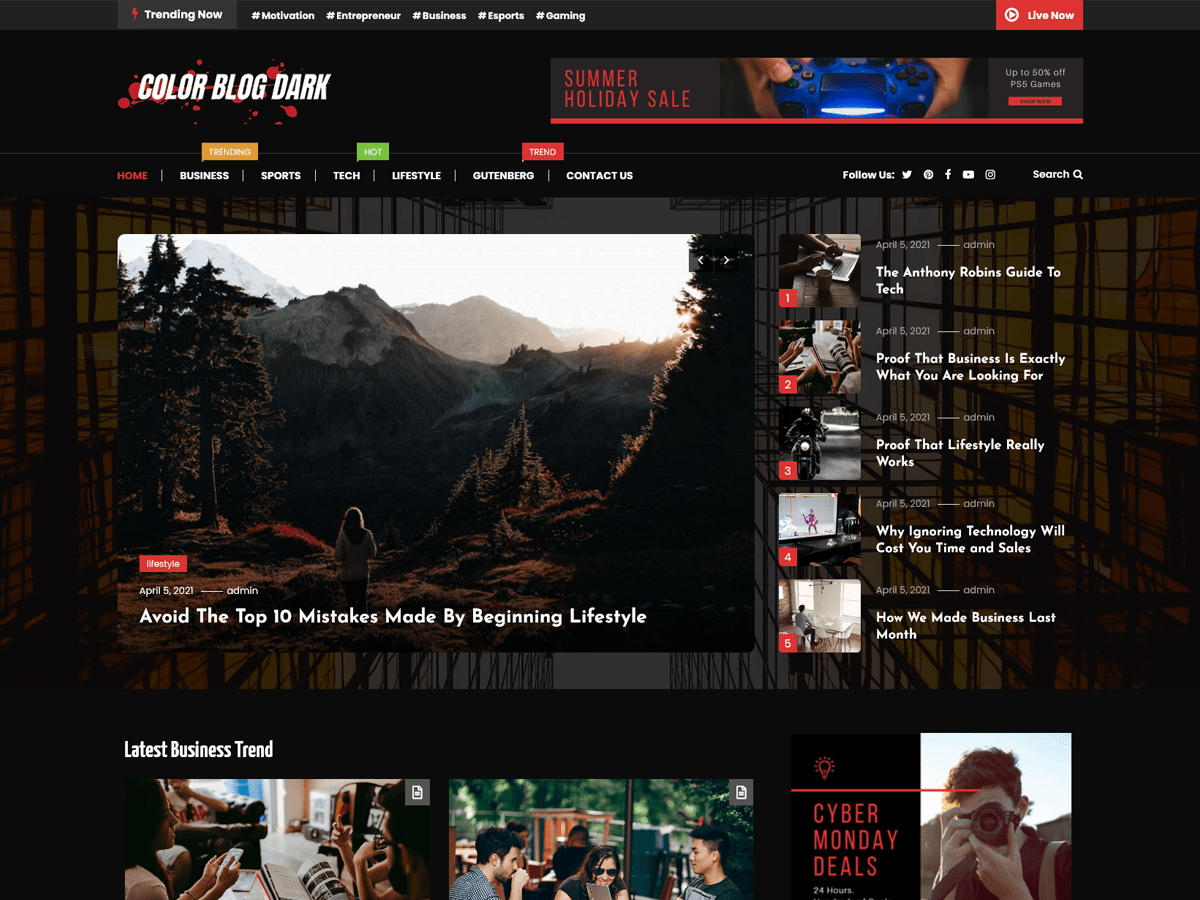 Trending Now
#Motivation #Entrepreneur #Business #Esports #Gaming
Live Now
COLOR BLOG DARK
SUMMER
HOLIDAY SALE
Up to 50% off
PS5 Games
SHOP NOW
TRENDING
HOT
TREND
HOME
BUSINESS
SPORTS
TECH
LIFESTYLE
GUTENBERG
CONTACT US
Follow Us:
Search
lifestyle
April 5, 2021 admin
Avoid The Top 10 Mistakes Made By Beginning Lifestyle
1
April 5, 2021 admin
The Anthony Robins Guide To
Tech
2
April 5, 2021 admin
Proof That Business Is Exactly
What You Are Looking For
3
April 5, 2021 admin
Proof That Lifestyle Really
Works
4
April 5, 2021 admin
Why Ignoring Technology Will
Cost You Time and Sales
5
April 5, 2021 admin
How We Made Business Last
Month
Latest Business Trend
CYBER
MONDAY
DEALS
24 Hours.